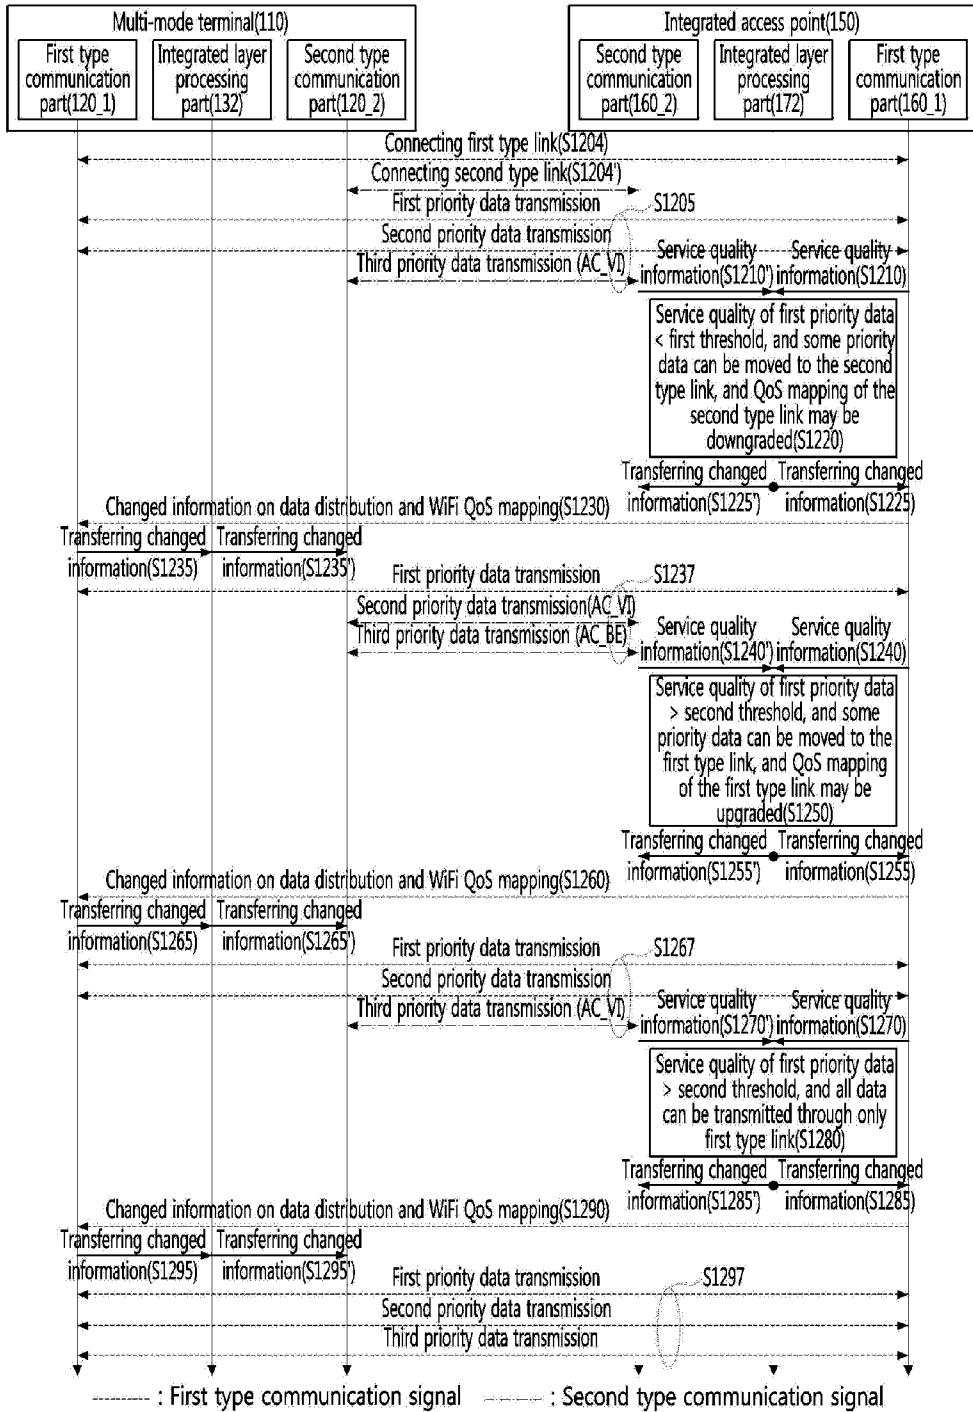 Multi-mode terminal(110)
Integrated access point(150)
First type
communication
part(120_1)
Integrated layer
processing
part(132)
Second type
communication
part(120_2)
Second type
communication
part(160_2)
Integrated layer
processing
part(172)
First type
communication
part(160_1)
Connecting first type link(S1204)
Connecting second type link(S1204')
First priority data transmission
S1205
Second priority data transmission
Third priority data transmission (AC_VI)
Service quality
information(S1210')
Service quality
information(S1210)
Service quality of first priority data
< first threshold, and some priority
data can be moved to the second
type link, and QoS mapping of the
second type link may be
downgraded(S1220)
Transferring changed
information(S1225')
Transferring changed
information(S1225)
Changed information on data distribution and WiFi QoS mapping(S1230)
Transferring changed
information(S1235)
Transferring changed
information(S1235')
First priority data transmission
S1237
Second priority data transmission(AC_VI)
Third priority data transmission (AC_BE)
Service quality
information(S1240')
Service quality
information(S1240)
Service quality of first priority data
> second threshold, and some
priority data can be moved to the
first type link, and QoS mapping
of the first type link may be
upgraded(S1250)
Transferring changed
information(S1255')
Transferring changed
information(S1255)
Changed information on data distribution and WiFi QoS mapping(S1260)
Transferring changed
information(S1265)
Transferring changed
information(S1265')
First priority data transmission
S1267
Second priority data transmission
Third priority data transmission (AC_VI)
Service quality
information(S1270')
Service quality
information(S1270)
Service quality of first priority data
> second threshold, and all data
can be transmitted through only
first type link(S1280)
Transferring changed
information(S1285')
Transferring changed
information(S1285)
Changed information on data distribution and WiFi QoS mapping(S1290)
Transferring changed
information(S1295)
Transferring changed
information(S1295')
First priority data transmission
S1297
Second priority data transmission
Third priority data transmission
: First type communication signal
: Second type communication signal